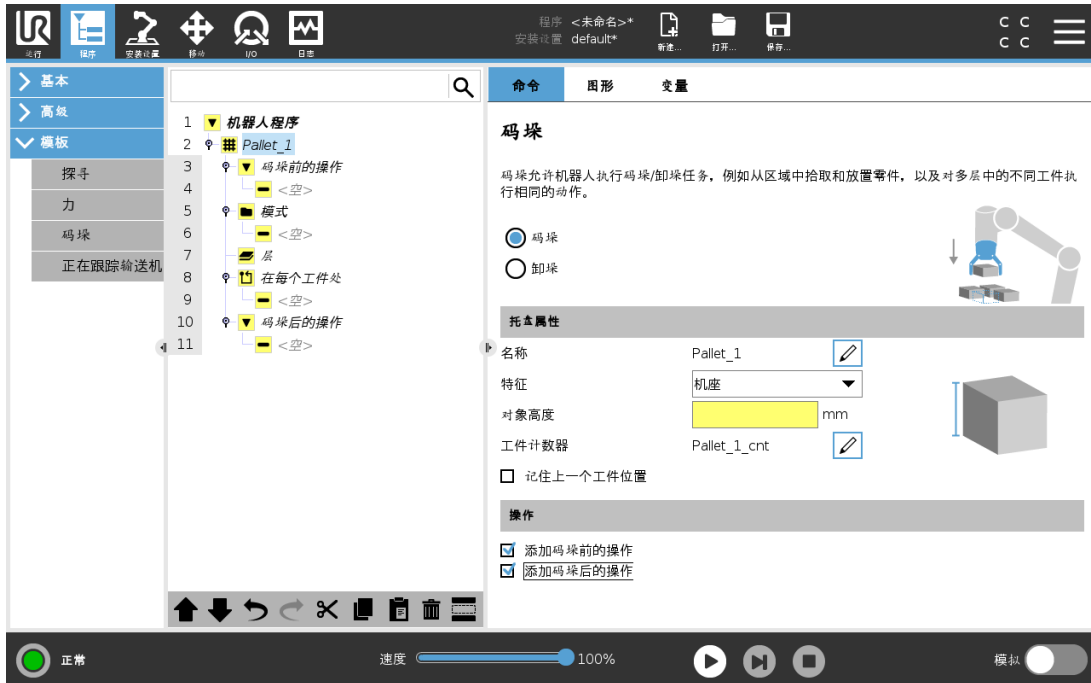 UR
运行
程序
安装设置
移动
I/O
日志
程序 <未命名>*
安装设置 default*
新建...
打开...
保存...
C C
C C
基本
高级
模板
探寻
力
码垛
正在跟踪输送机
1 机器人程序
2 Pallet_1
3 码垛前的操作
4 <空>
5 模式
6 <空>
7 层
8 在每个工件处
9 <空>
10 码垛后的操作
11 <空>
命令 图形 变量
码垛
码垛允许机器人执行码垛/卸垛任务，例如从区域中拾取和放置零件，以及对多层中的不同工件执
行相同的动作。
码垛
卸垛
托盘属性
名称 Pallet_1
特征 机座
对象高度 mm
工件计数器 Pallet_1_cnt
记住上一个工件位置
操作
添加码垛前的操作
添加码垛后的操作
正常
速度 100%
模拟